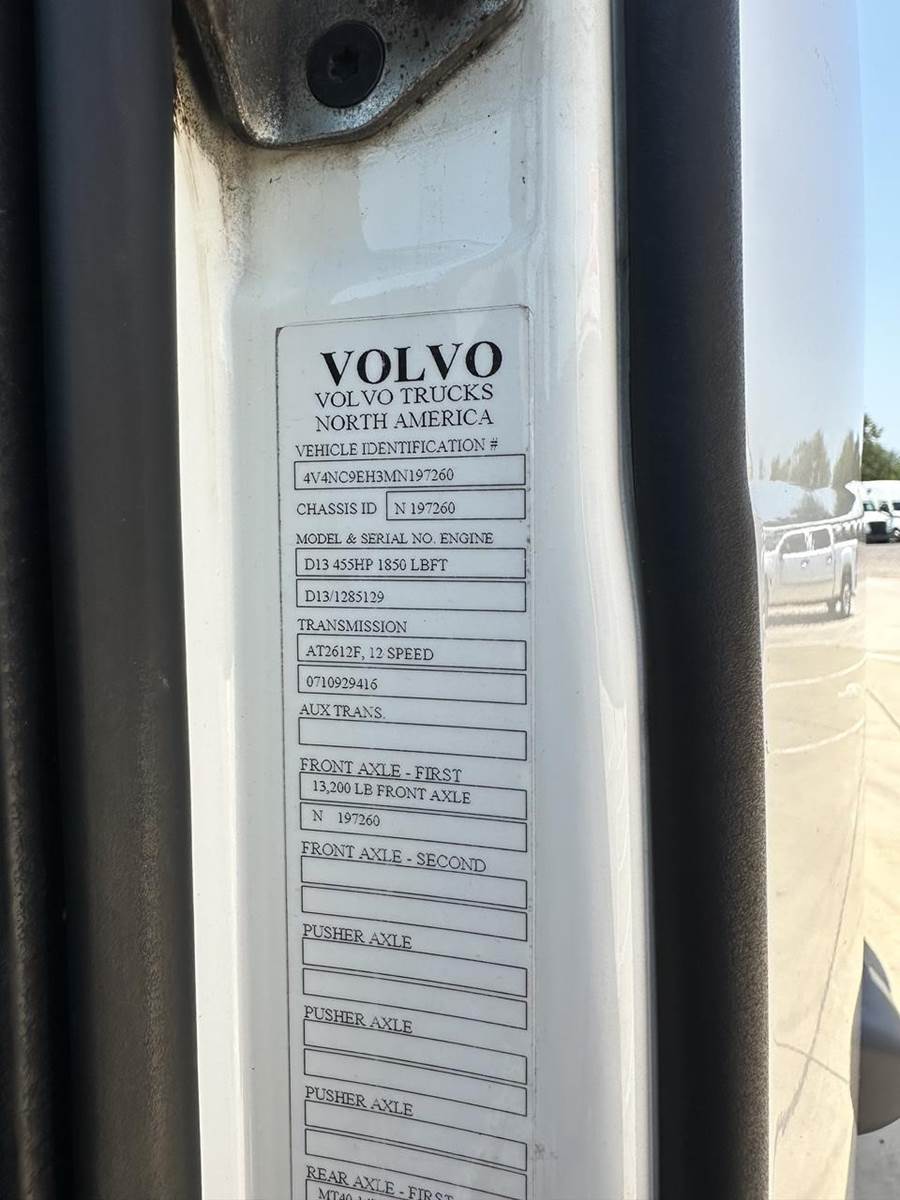 VOLVO
VOLVO TRUCKS
NORTH AMERICA
VEHICLE IDENTIFICATION #
4V4NC9EH3MN197260
CHASSIS ID N 197260
MODEL & SERIAL NO. ENGINE
D13 455HP 1850 LBFT
D13/1285129
TRANSMISSION
AT2612F, 12 SPEED
0710929416
AUX TRANS.
FRONT AXLE - FIRST
13,200 LB FRONT AXLE
N 197260
FRONT AXLE - SECOND
PUSHER AXLE
PUSHER AXLE
PUSHER AXLE
REAR AXLE - FIRST